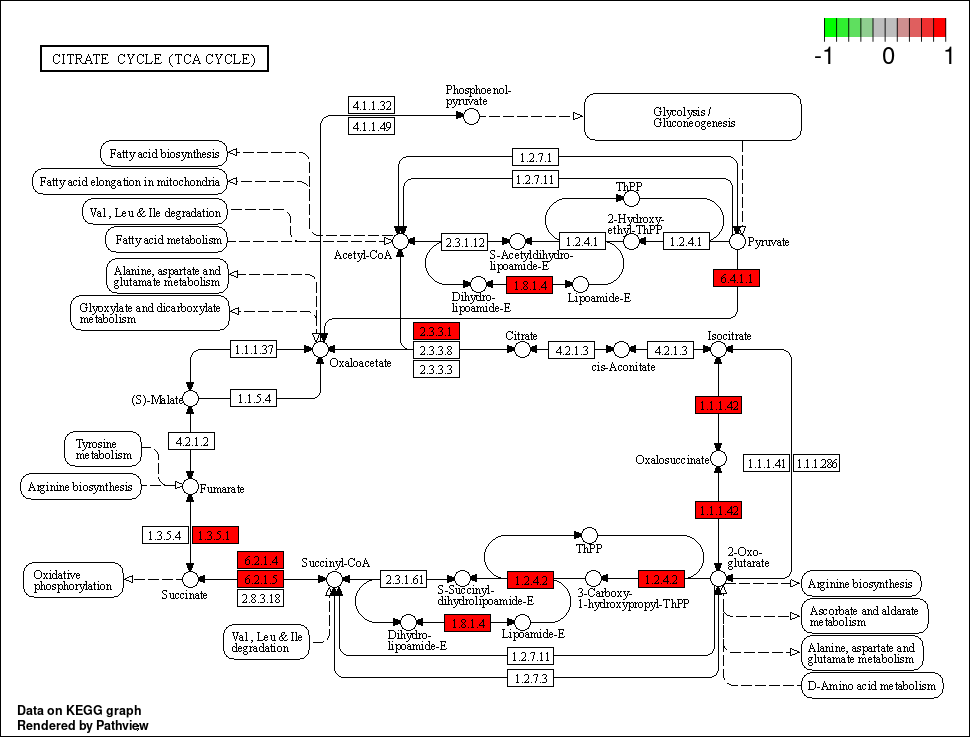 CITRATE CYCLE (TCA CYCLE)
-1 0 1
Phosphoenol-
pyruvate
4.1.1.32
4.1.1.49
Glycolysis /
Gluconeogenesis
Fatty acid biosynthesis
Fatty acid elongation in mitochondria
Val, Leu & Ile degradation
Fatty acid metabolism
Alanine, aspartate and
glutamate metabolism
Glyoxylate and dicarboxylate
metabolism
1.2.7.1
1.2.7.11
ThPP
2-Hydroxy-
ethyl-ThPP
Acetyl-CoA
2.3.1.12
S-Acetyldihydro-
lipoamide-E
1.2.4.1
1.2.4.1
Pyruvate
Dihydro-
lipoamide-E
1.8.1.4
Lipoamide-E
6.4.1.1
2.3.3.1
2.3.3.8
2.3.3.3
Citrate
4.2.1.3
cis-Aconitate
4.2.1.3
Isocitrate
1.1.1.37
Oxaloacetate
(S)-Malate
1.1.5.4
1.1.1.42
4.2.1.2
Tyrosine
metabolism
Arginine biosynthesis
Fumarate
Oxalosuccinate
1.1.1.41
1.1.1.286
1.1.1.42
1.3.5.4
1.3.5.1
6.2.1.4
6.2.1.5
2.8.3.18
Oxidative
phosphorylation
Succinate
Succinyl-CoA
2.3.1.61
S-Succinyl-
dihydrolipoamide-E
1.2.4.2
ThPP
3-Carboxy-
1-hydroxypropyl-ThPP
1.2.4.2
2-Oxo-
glutarate
Dihydro-
lipoamide-E
1.8.1.4
Lipoamide-E
Val, Leu & Ile
degradation
1.2.7.11
1.2.7.3
Arginine biosynthesis
Ascorbate and aldarate
metabolism
Alanine, aspartate and
glutamate metabolism
D-Amino acid metabolism
Data on KEGG graph
Rendered by Pathview